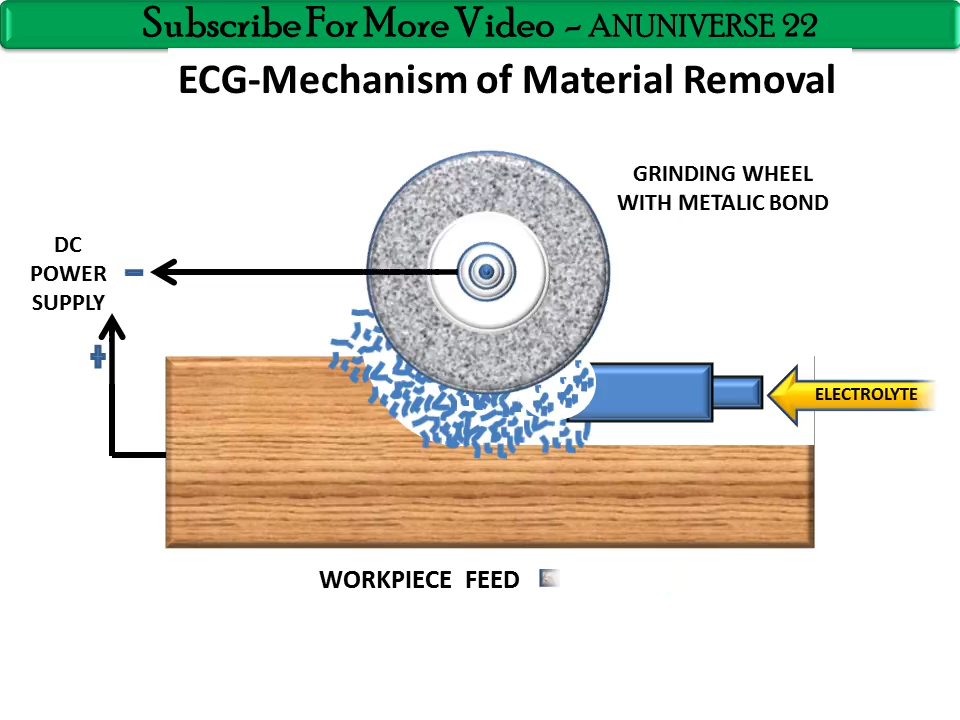 Subscribe For More Video - ANUNIVERSE 22
ECG-Mechanism of Material Removal
GRINDING WHEEL
WITH METALIC BOND
DC
POWER
SUPPLY
-
+
ELECTROLYTE
WORKPIECE FEED